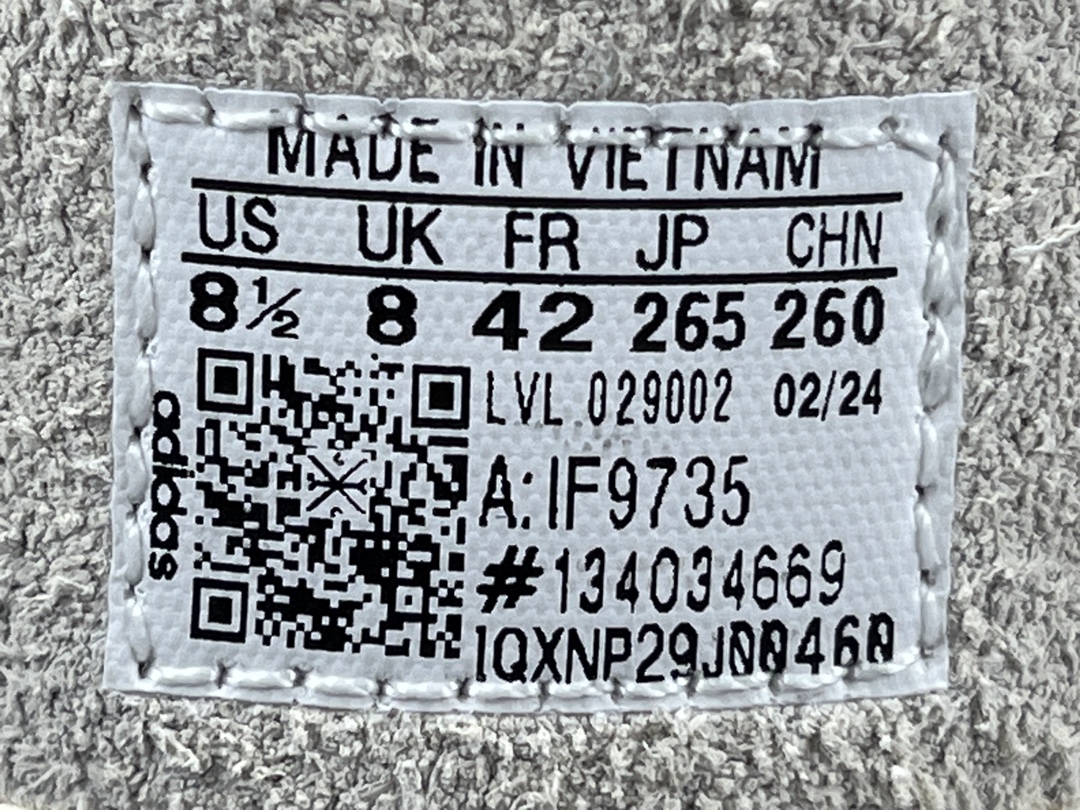 MADE IN VIETNAM
US UK FR JP CHN
8½ 8 42 265 260
adidas
LVL 029002 02/24
A:IF9735
#134034669
1QXNP29J00460